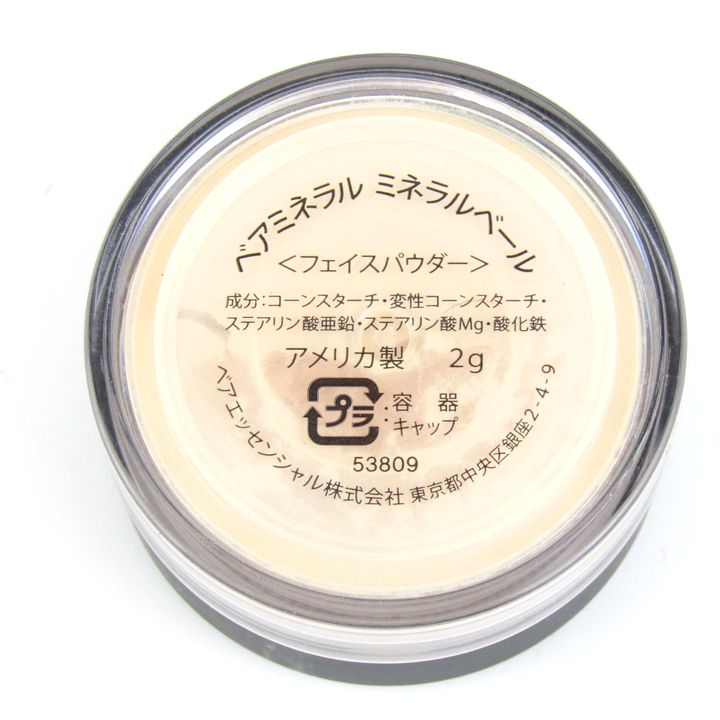 ベアミネラル ミネラルベール
<フェイスパウダー>
成分:コーンスターチ・変性コーンスターチ・
ステアリン酸亜鉛・ステアリン酸Mg・酸化鉄
アメリカ製 2g
プラ :容器
:キャップ
53809
ベアエッセンシャル株式会社 東京都中央区銀座2-4-9